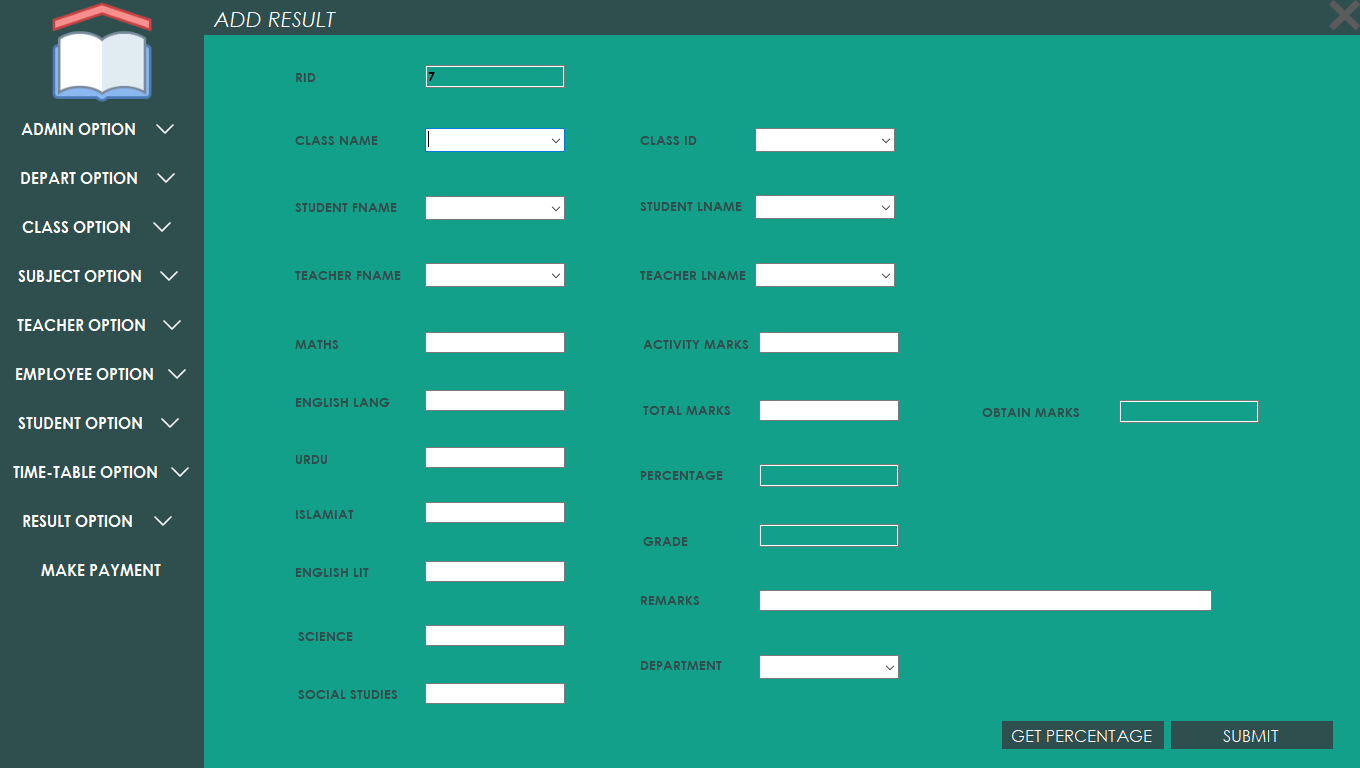 ADD RESULT
ADMIN OPTION
DEPART OPTION
CLASS OPTION
SUBJECT OPTION
TEACHER OPTION
EMPLOYEE OPTION
STUDENT OPTION
TIME-TABLE OPTION
RESULT OPTION
MAKE PAYMENT
RID 7
CLASS NAME CLASS ID
STUDENT FNAME STUDENT LNAME
TEACHER FNAME TEACHER LNAME
MATHS ACTIVITY MARKS
ENGLISH LANG TOTAL MARKS OBTAIN MARKS
URDU PERCENTAGE
ISLAMIAT GRADE
ENGLISH LIT REMARKS
SCIENCE DEPARTMENT
SOCIAL STUDIES
GET PERCENTAGE SUBMIT